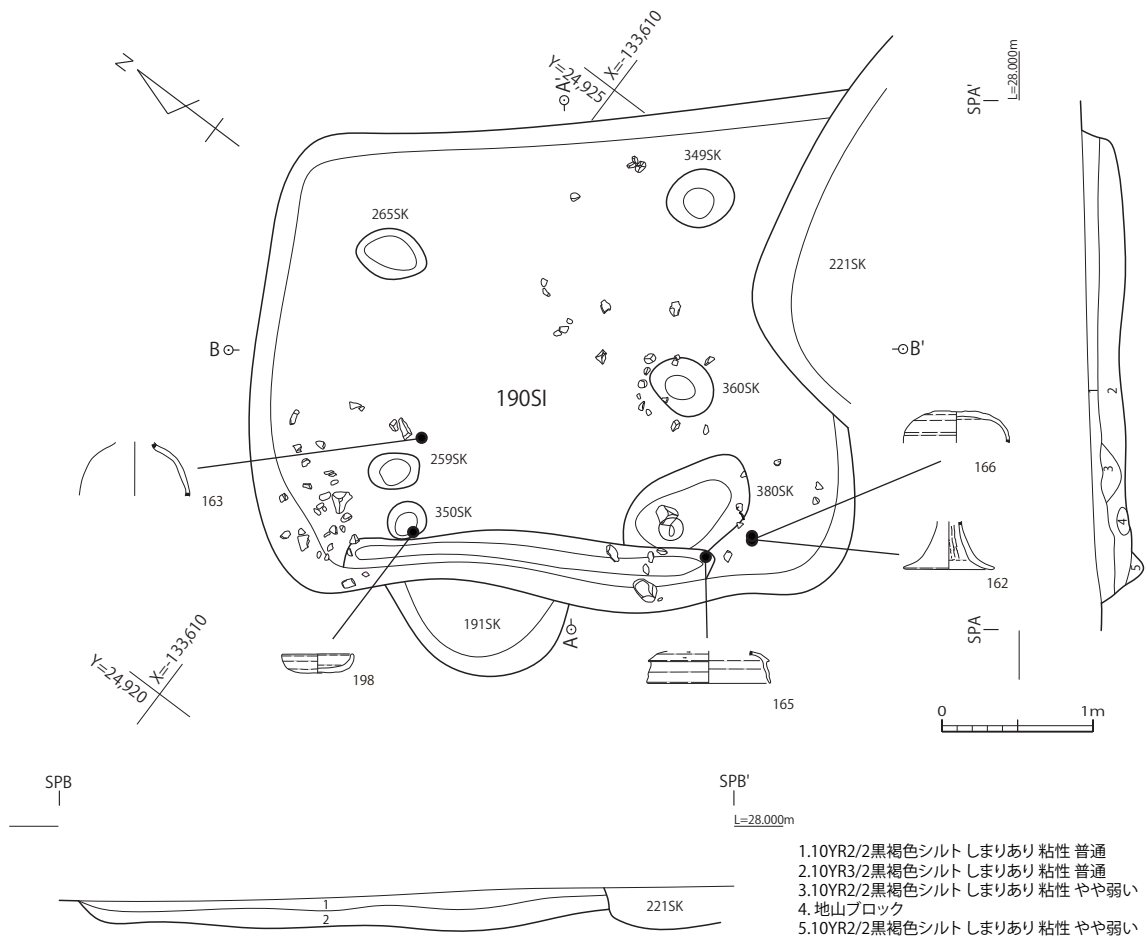 N
X=-133,610
Y=24,925
A'
SPA'
L=28.000m
349SK
265SK
221SK
B
B'
190SI
360SK
2
166
259SK
3
163
380SK
350SK
4
5
162
191SK
A
SPA
X=-133,610
Y=24,920
198
165
0 1m
SPB
SPB'
L=28.000m
1
2
221SK
1.10YR2/2黒褐色シルト しまりあり 粘性 普通
2.10YR3/2黒褐色シルト しまりあり 粘性 普通
3.10YR2/2黒褐色シルト しまりあり 粘性 やや弱い
4. 地山ブロック
5.10YR2/2黒褐色シルト しまりあり 粘性 やや弱い